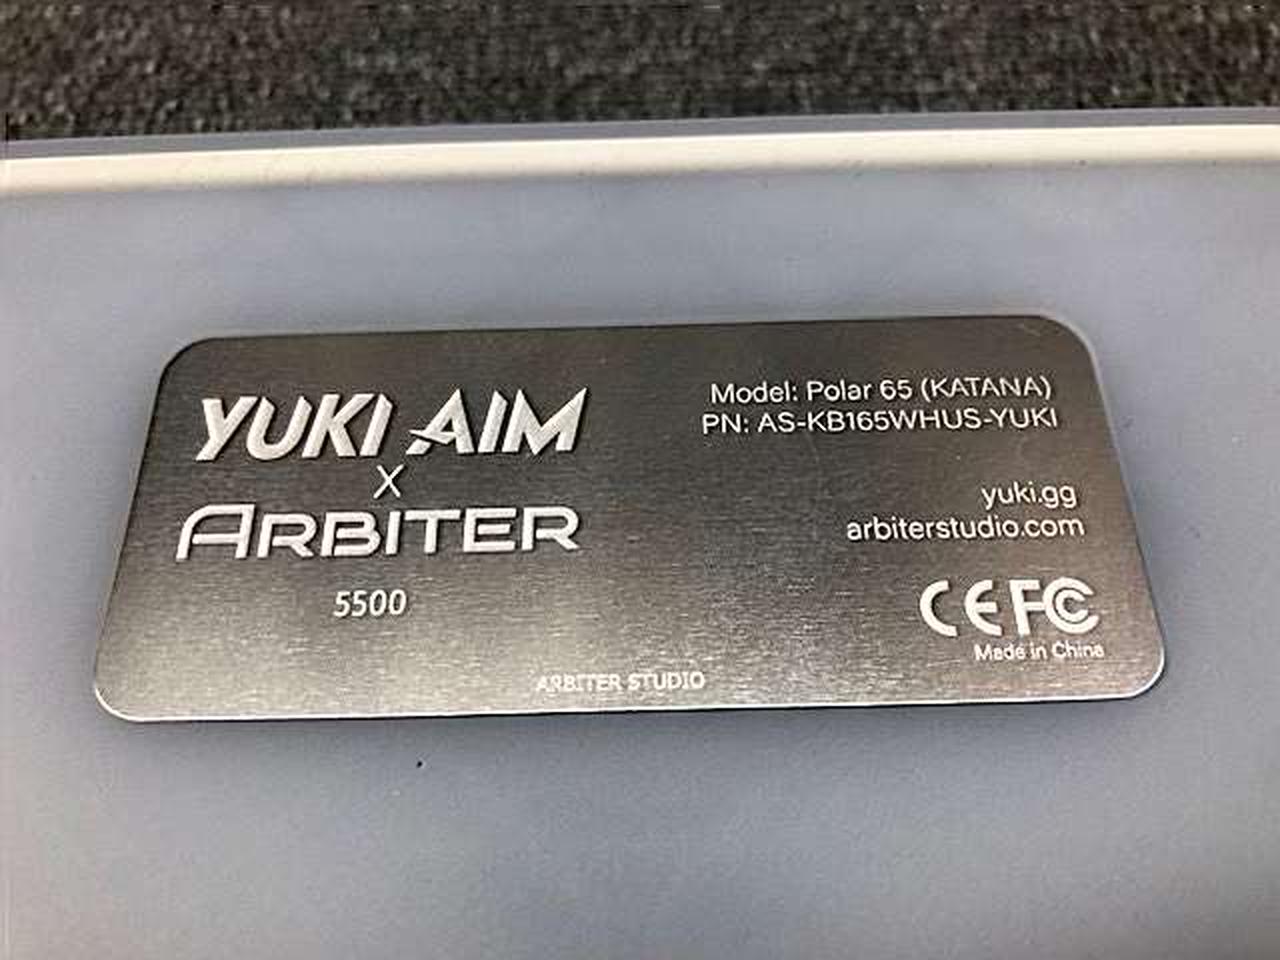 YUKI AIM
X
ARBITER
5500
Model: Polar 65 (KATANA)
PN: AS-KB165WHUS-YUKI
yuki.gg
arbiterstudio.com
CE FC
Made in China
ARBITER STUDIO